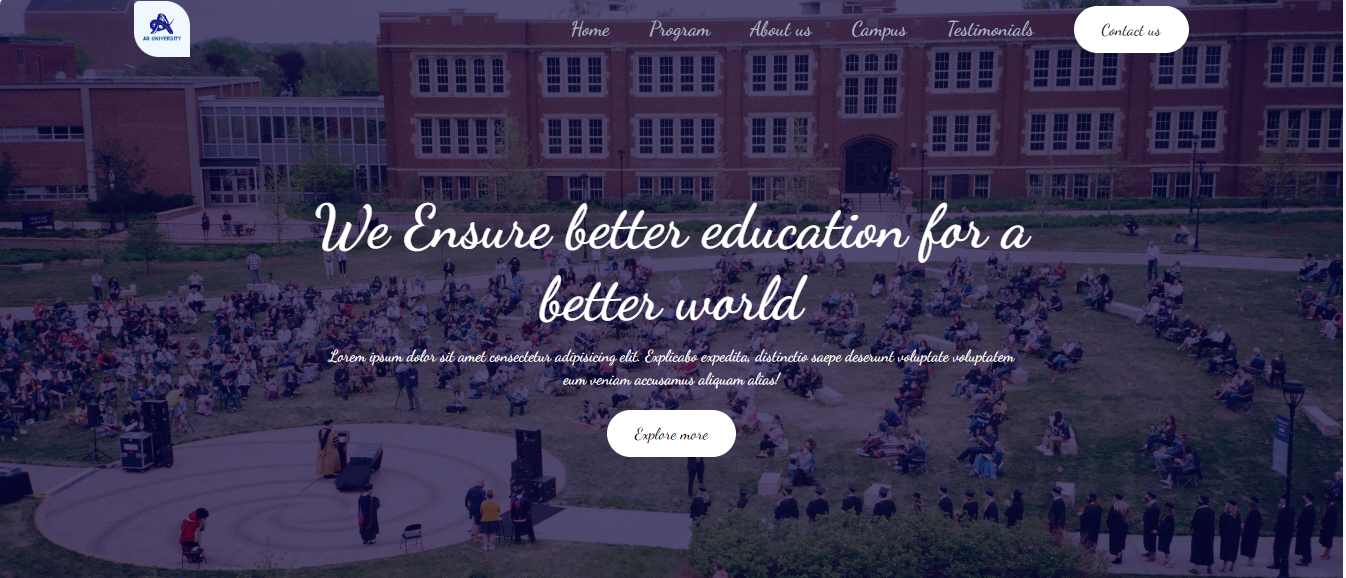 AR UNIVERSITY
Home Program About us Campus Testimonials Contact us
We Ensure better education for a
better world
Lorem ipsum dolor sit amet consectetur adipisicing elit. Explicabo expedita, distinctio saepe deserunt voluptate voluptatem
eum veniam accusamus aliquam alias!
Explore more